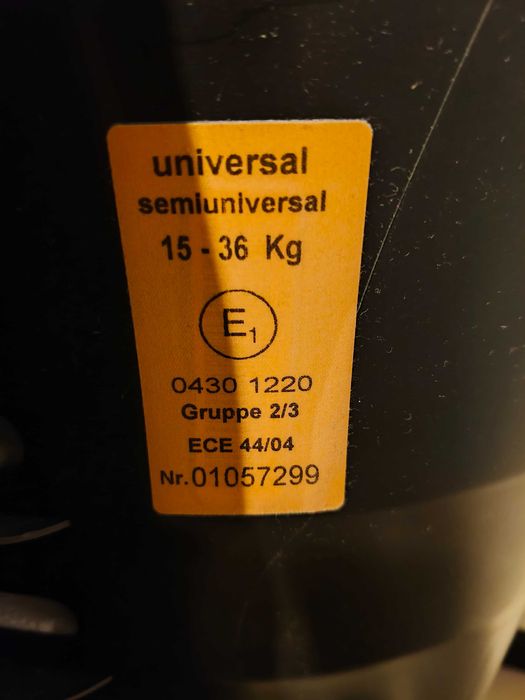 universal
semiuniversal
15 - 36 Kg
E1
0430 1220
Gruppe 2/3
ECE 44/04
Nr. 01057299